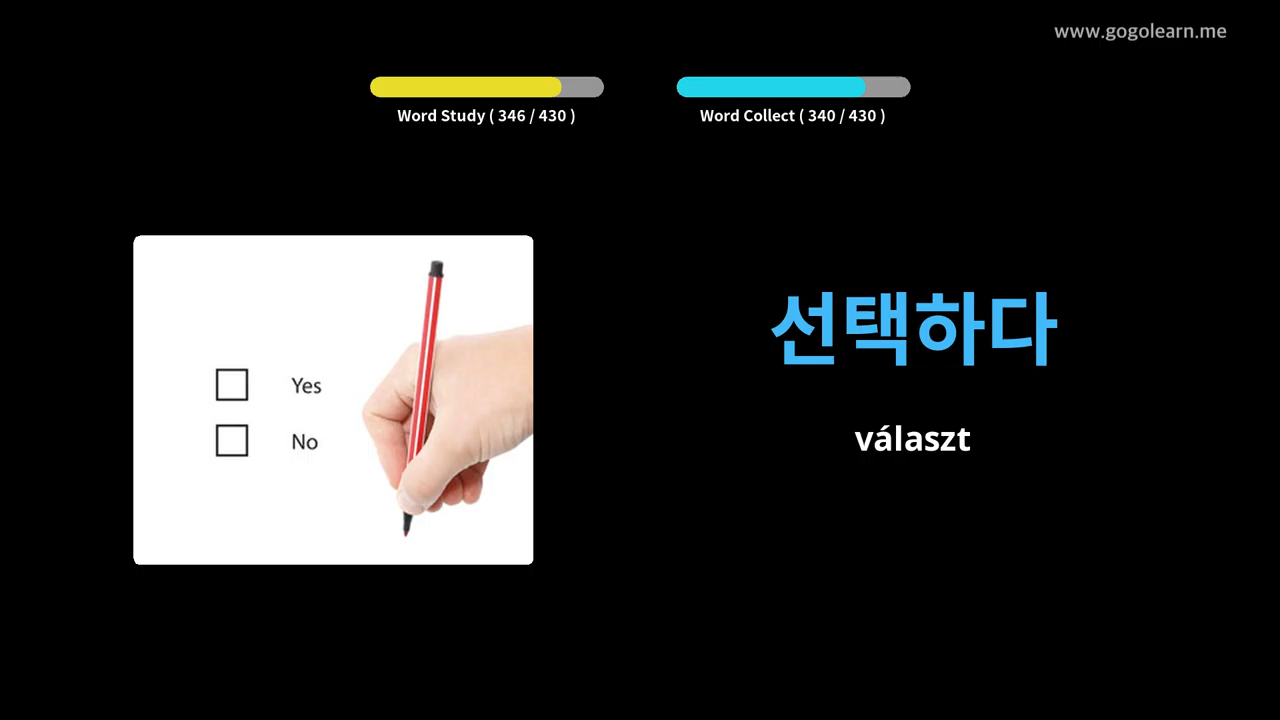 www.gogolearn.me
Word Study ( 346 / 430 )
Word Collect ( 340 / 430 )
Yes
No
선택하다
választ